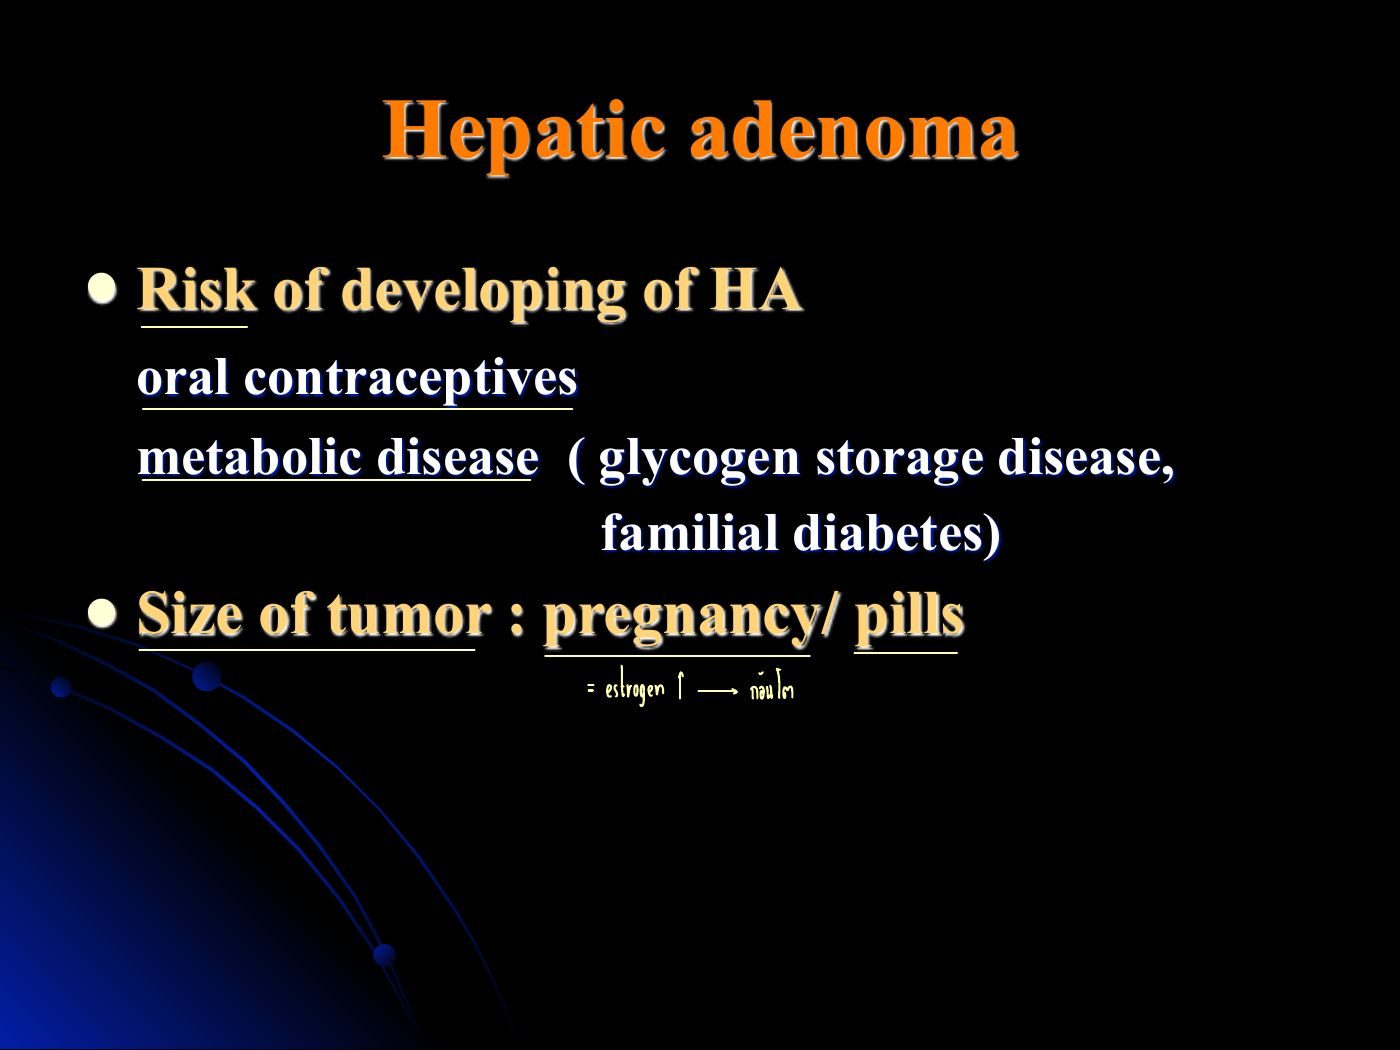 Hepatic adenoma
Risk of developing of HA
oral contraceptives
metabolic disease ( glycogen storage disease,
familial diabetes)
Size of tumor : pregnancy/ pills
= estrogen ↑ → ก้อนโต